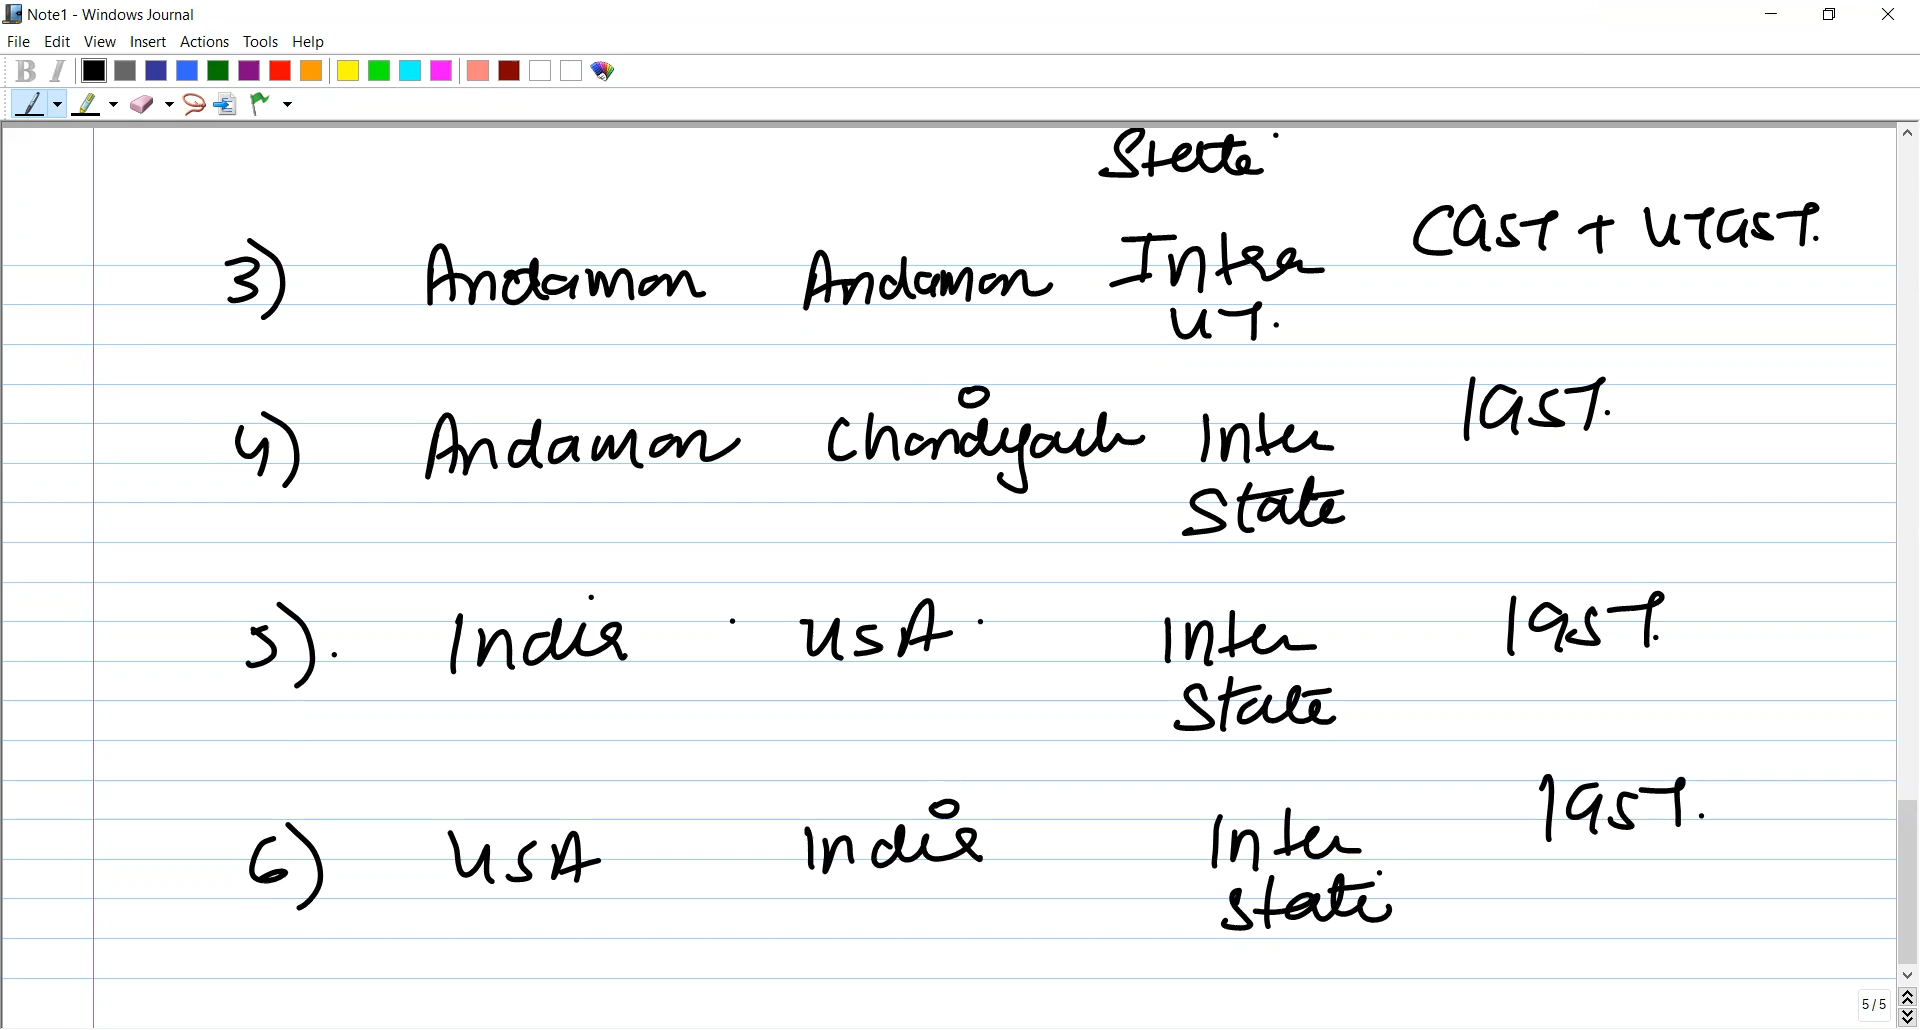 Note1 - Windows Journal
File Edit View Insert Actions Tools Help
B I
State
3) Andaman Andaman Intra CGST + UTGST.
UT.
4) Andaman Chandigarh Inter IGST.
State
5). India USA. Inter IGST.
State
6) USA India Inter IGST.
State
5 / 5